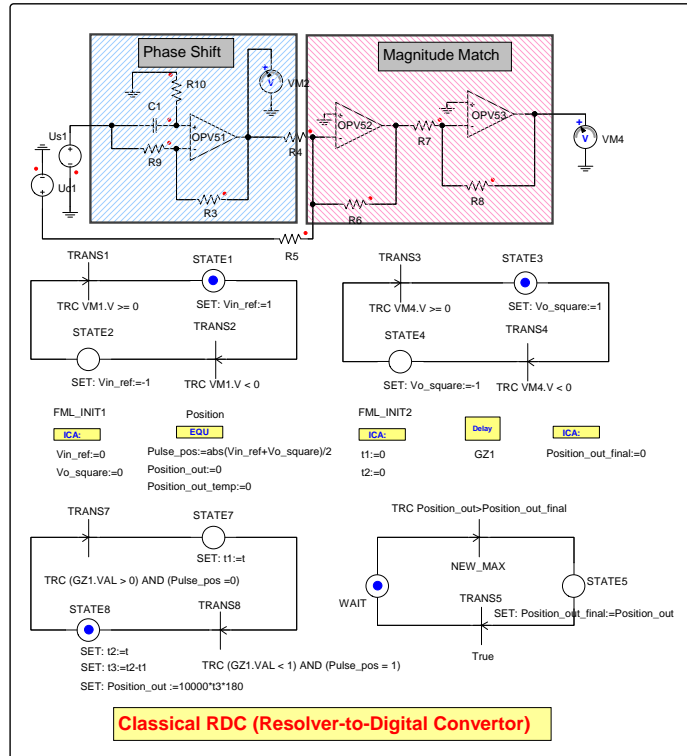 Phase Shift
Magnitude Match
R10
VM2
V
C1
OPV51
OPV52
OPV53
Us1
R9
R4
R7
VM4
V
Uc1
R3
R6
R8
R5
TRANS1
STATE1
TRC VM1.V >= 0
SET: Vin_ref:=1
STATE2
TRANS2
SET: Vin_ref:=-1
TRC VM1.V < 0
TRANS3
STATE3
TRC VM4.V >= 0
SET: Vo_square:=1
STATE4
TRANS4
SET: Vo_square:=-1
TRC VM4.V < 0
FML_INIT1
ICA:
Vin_ref:=0
Vo_square:=0
Position
EQU
Pulse_pos:=abs(Vin_ref+Vo_square)/2
Position_out:=0
Position_out_temp:=0
FML_INIT2
ICA:
t1:=0
t2:=0
Delay
GZ1
ICA:
Position_out_final:=0
TRANS7
STATE7
SET: t1:=t
TRC (GZ1.VAL > 0) AND (Pulse_pos =0)
STATE8
TRANS8
SET: t2:=t
SET: t3:=t2-t1
TRC (GZ1.VAL < 1) AND (Pulse_pos = 1)
SET: Position_out :=10000*t3*180
TRC Position_out>Position_out_final
NEW_MAX
WAIT
STATE5
TRANS5
SET: Position_out_final:=Position_out
True
Classical RDC (Resolver-to-Digital Convertor)